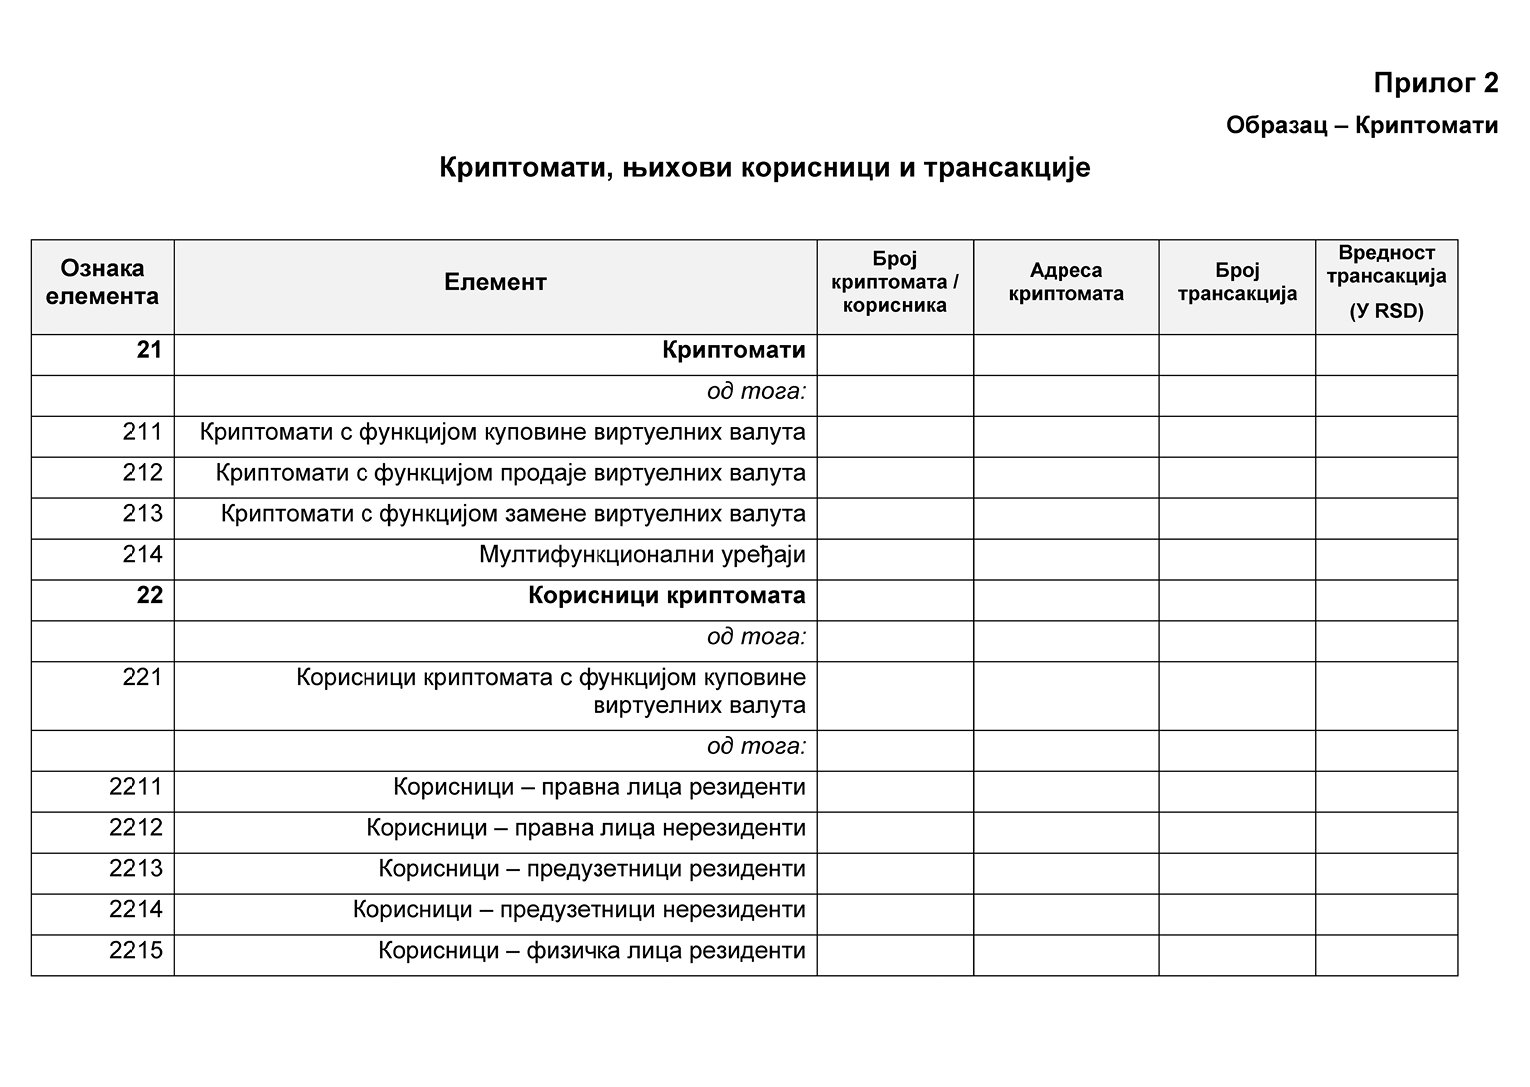 Прилог 2
Образац – Криптомати
Криптомати, њихови корисници и трансакције
Ознака
елемента
Елемент
Број
криптомата /
корисника
Адреса
криптомата
Број
трансакција
Вредност
трансакција
(У RSD)
21 Криптомати
од тога:
211 Криптомати с функцијом куповине виртуелних валута
212 Криптомати с функцијом продаје виртуелних валута
213 Криптомати с функцијом замене виртуелних валута
214 Мултифункционални уређаји
22 Корисници криптомата
од тога:
221 Корисници криптомата с функцијом куповине
виртуелних валута
од тога:
2211 Корисници – правна лица резиденти
2212 Корисници – правна лица нерезиденти
2213 Корисници – предузетници резиденти
2214 Корисници – предузетници нерезиденти
2215 Корисници – физичка лица резиденти